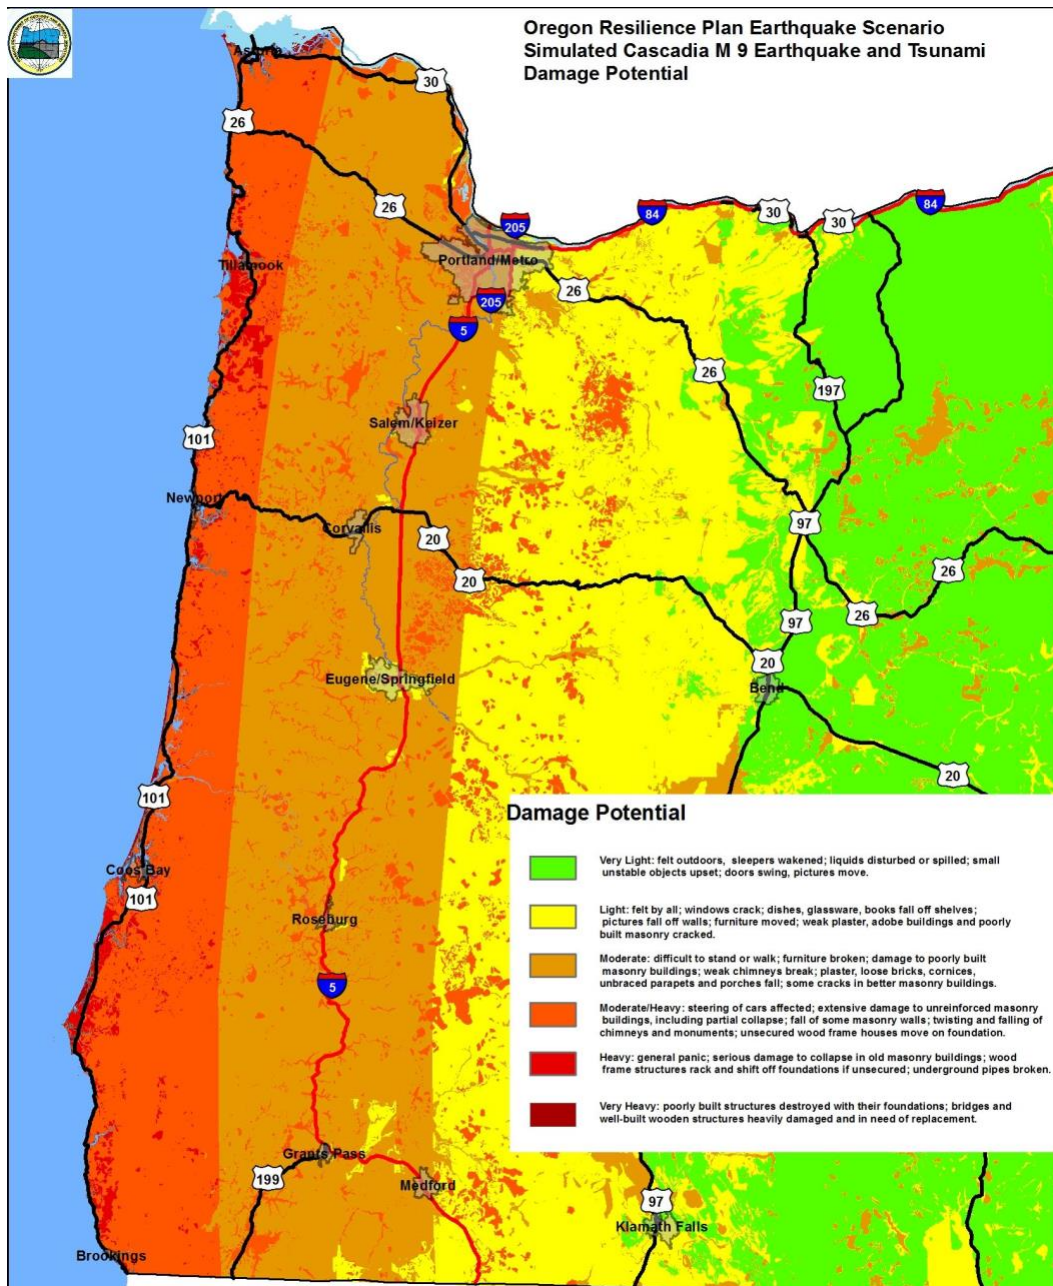 Oregon Resilience Plan Earthquake Scenario
Simulated Cascadia M 9 Earthquake and Tsunami
Damage Potential
Astoria
30
26
26
205
84
30
30
84
Tillamook
Portland/Metro
26
205
5
26
197
Salem/Keizer
101
Newport
Corvallis
20
97
20
26
26
97
20
Eugene/Springfield
Bend
20
101
Damage Potential
Very Light: felt outdoors, sleepers wakened; liquids disturbed or spilled; small
unstable objects upset; doors swing, pictures move.
Light: felt by all; windows crack; dishes, glassware, books fall off shelves;
pictures fall off walls; furniture moved; weak plaster, adobe buildings and poorly
built masonry cracked.
Moderate: difficult to stand or walk; furniture broken; damage to poorly built
masonry buildings; weak chimneys break; plaster, loose bricks, cornices,
unbraced parapets and porches fall; some cracks in better masonry buildings.
Moderate/Heavy: steering of cars affected; extensive damage to unreinforced masonry
buildings, including partial collapse; fall of some masonry walls; twisting and falling of
chimneys and monuments; unsecured wood frame houses move on foundation.
Heavy: general panic; serious damage to collapse in old masonry buildings; wood
frame structures rack and shift off foundations if unsecured; underground pipes broken.
Very Heavy: poorly built structures destroyed with their foundations; bridges and
well-built wooden structures heavily damaged and in need of replacement.
Coos Bay
101
Roseburg
5
Grants Pass
199
Medford
97
Klamath Falls
Brookings